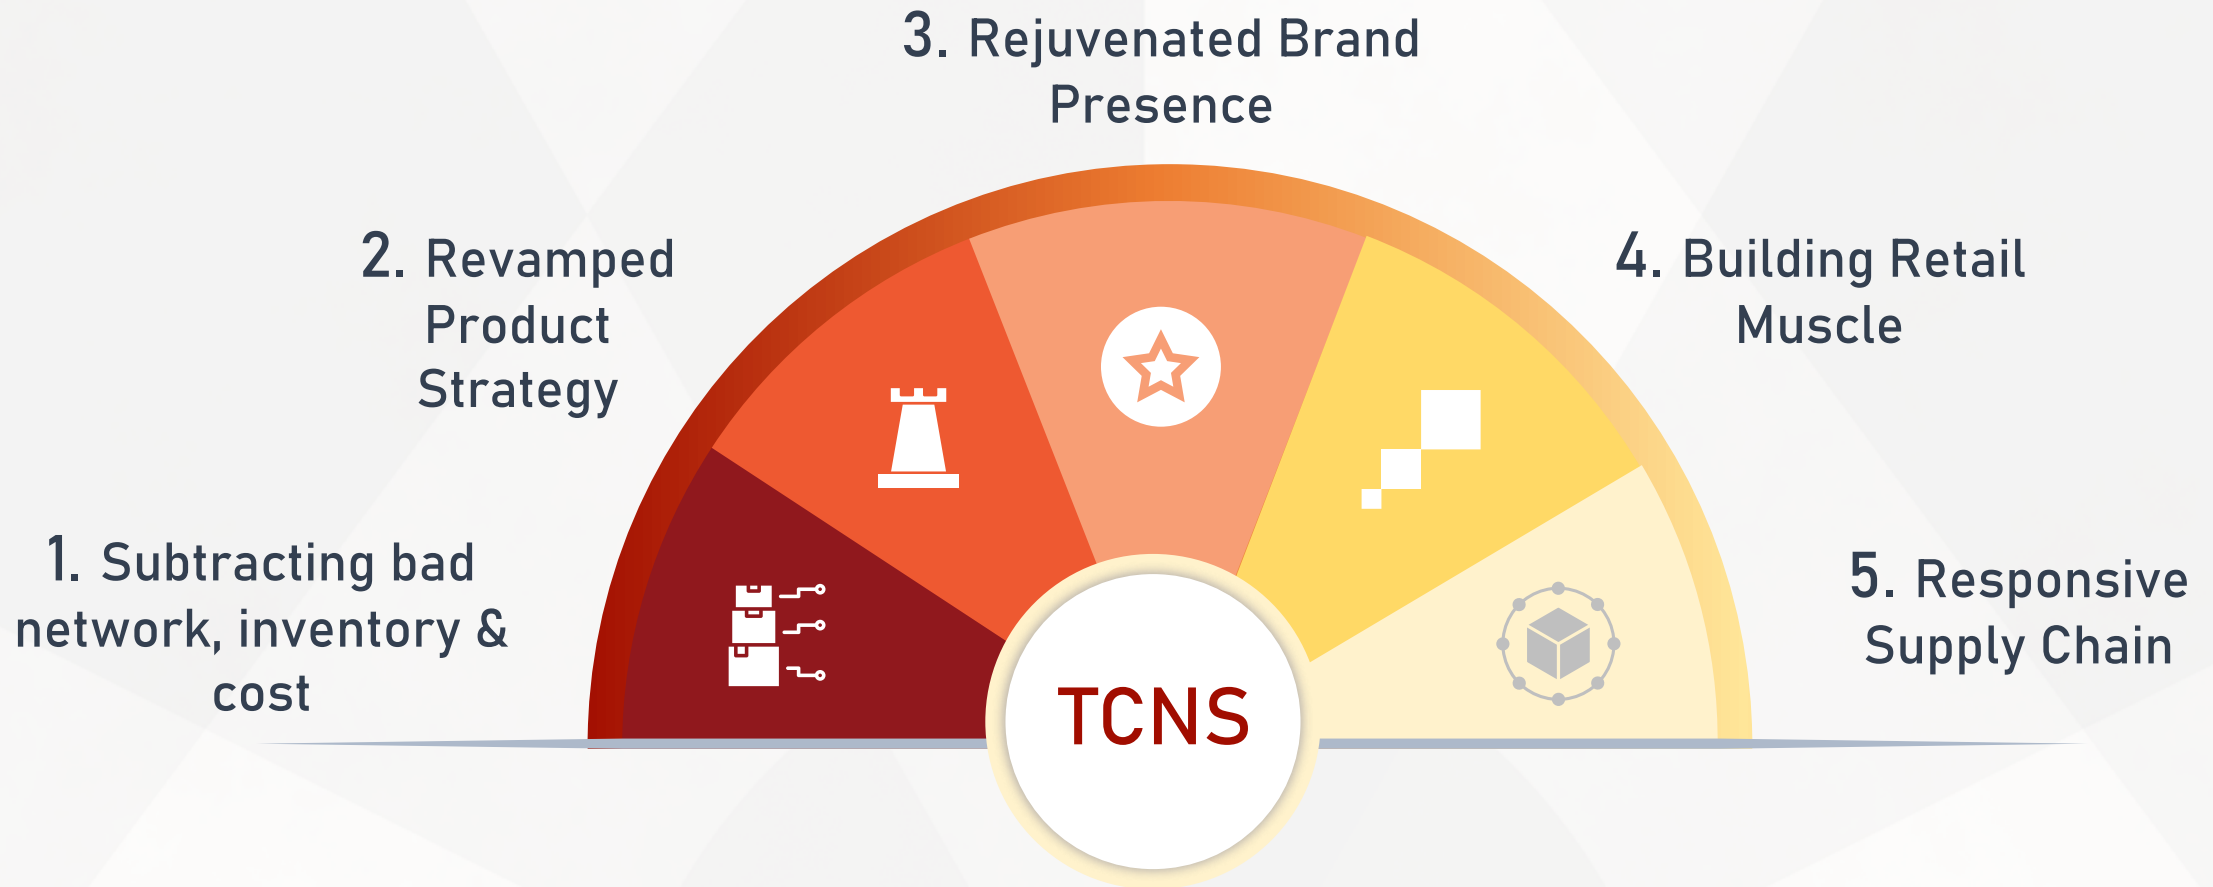 1. Subtracting bad
network, inventory &
cost
2. Revamped
Product
Strategy
3. Rejuvenated Brand
Presence
4. Building Retail
Muscle
5. Responsive
Supply Chain
TCNS